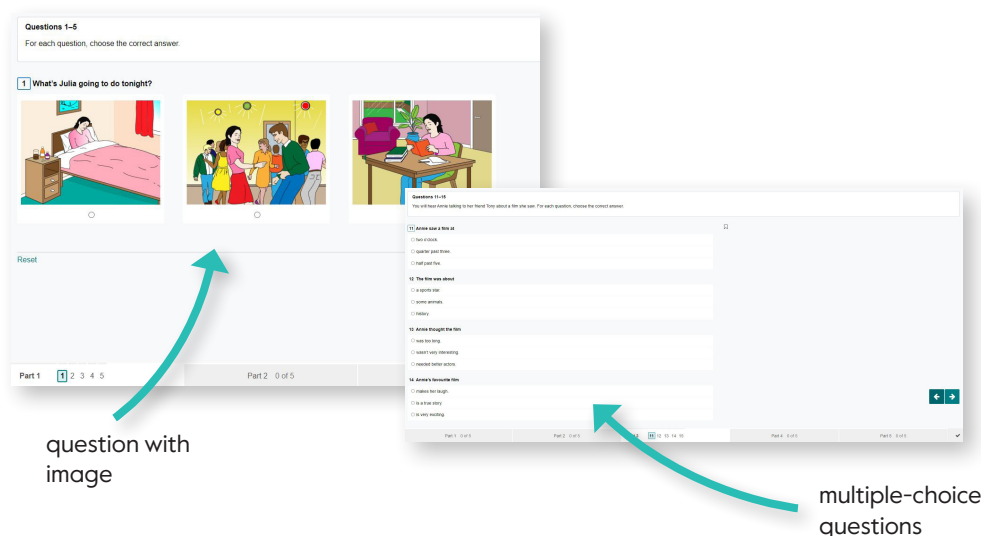 Questions 1–5
For each question, choose the correct answer.
1 What's Julia going to do tonight?
Reset
Part 1 1 2 3 4 5
Part 2 0 of 5
question with
image
Questions 11–15
You will hear Annie talking to her friend Tony about a film she saw. For each question, choose the correct answer.
11 Annie saw a film at
two o'clock.
quarter past three.
half past five.
12 The film was about
a sports star.
some animals.
history.
13 Annie thought the film
was too long.
wasn't very interesting.
needed better actors.
14 Annie's favourite film
makes her laugh.
is a true story.
is very exciting.
Part 1 0 of 5
Part 2 0 of 5
11 12 13 14 15
Part 4 0 of 5
Part 5 0 of 5
multiple-choice
questions